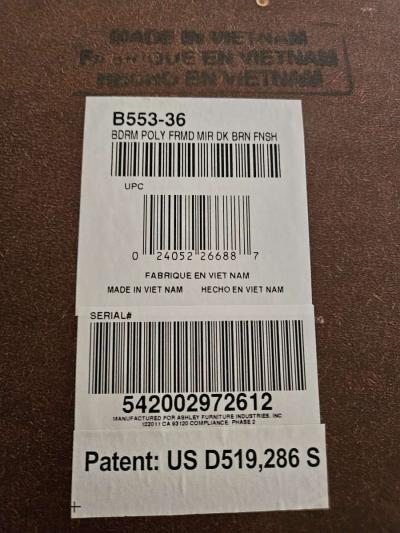 MADE IN VIETNAM
FABRIQUE EN VIETNAM
HECHO EN VIETNAM
B553-36
BDRM POLY FRMD MIR DK BRN FNSH
UPC
0 24052 26688 7
FABRIQUE EN VIET NAM
MADE IN VIET NAM HECHO EN VIET NAM
SERIAL#
542002972612
MANUFACTURED FOR ASHLEY FURNITURE INDUSTRIES, INC
122011 CA 93120 COMPLIANCE PHASE 2
Patent: US D519,286 S